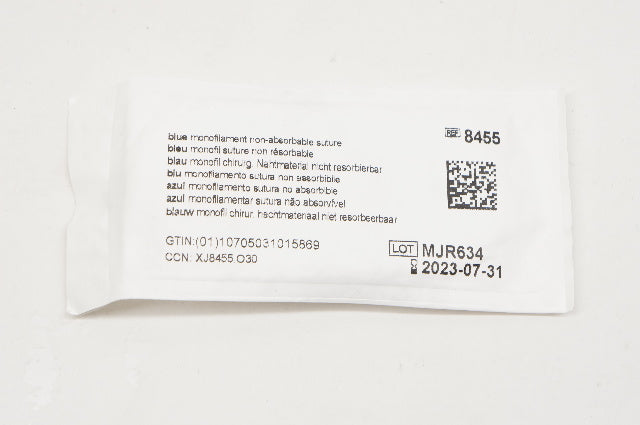 blue monofilament non-absorbable suture
bleu monofil suture non résorbable
blau monofil chirurg. Nahtmaterial nicht resorbierbar
blu monofilamento sutura non assorbibile
azul monofilamento sutura no absorbible
azul monofilamentar sutura não absorvível
blauw monofil chirur. hechtmateriaal niet resorbeerbaar
GTIN:(01)10705031015869
CCN: XJ8455.O30
REF 8455
LOT MJR634
2023-07-31